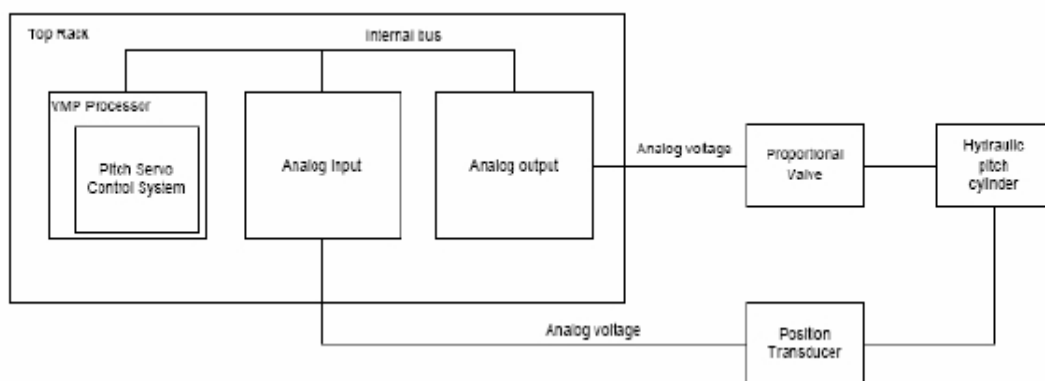 Top Rack
Internal bus
VMP Processor
Pitch Servo
Control System
Analog Input
Analog output
Analog voltage
Proportional
Valve
Hydraulic
pitch
cylinder
Analog voltage
Position
Transducer